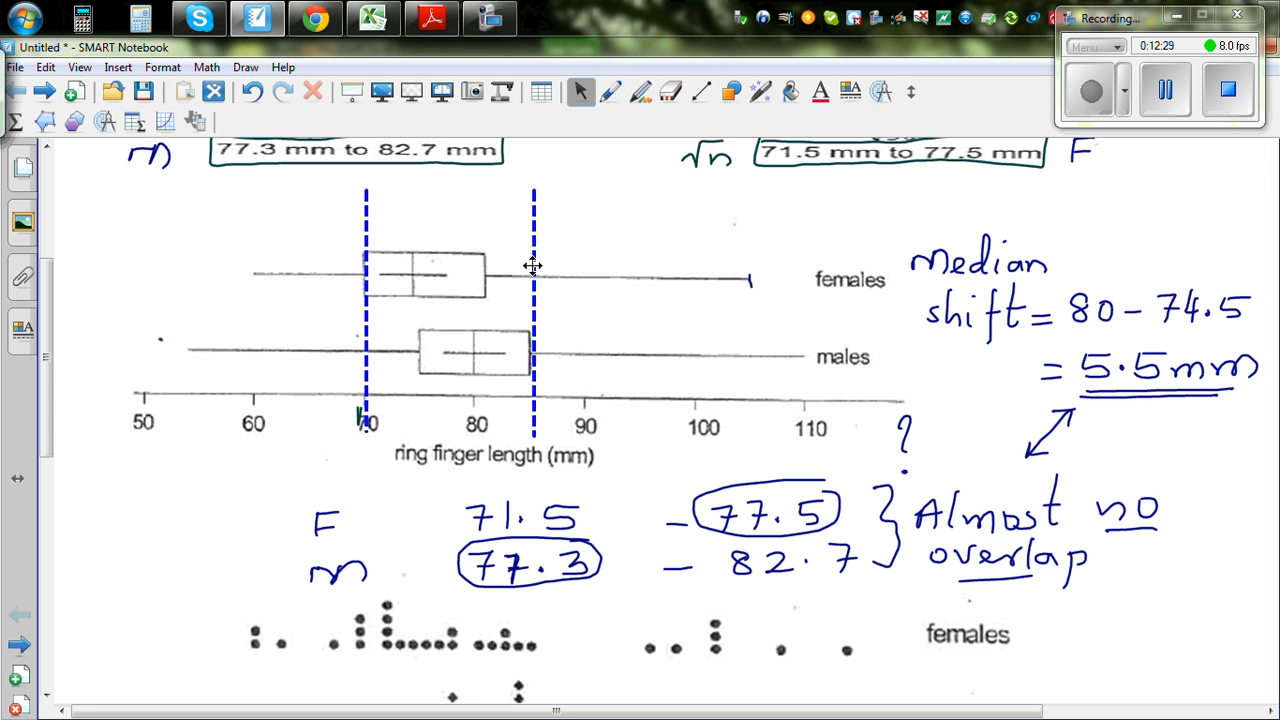 Recording...
Untitled * - SMART Notebook
Menu
0:12:29
8.0 fps
File Edit View Insert Format Math Draw Help
m 77.3 mm to 82.7 mm √n 71.5 mm to 77.5 mm F
females
males
50 60 70 80 90 100 110
ring finger length (mm)
Median
shift = 80 - 74.5
= 5.5mm
?
F 71.5 - 77.5
m 77.3 - 82.7
Almost no
overlap
females